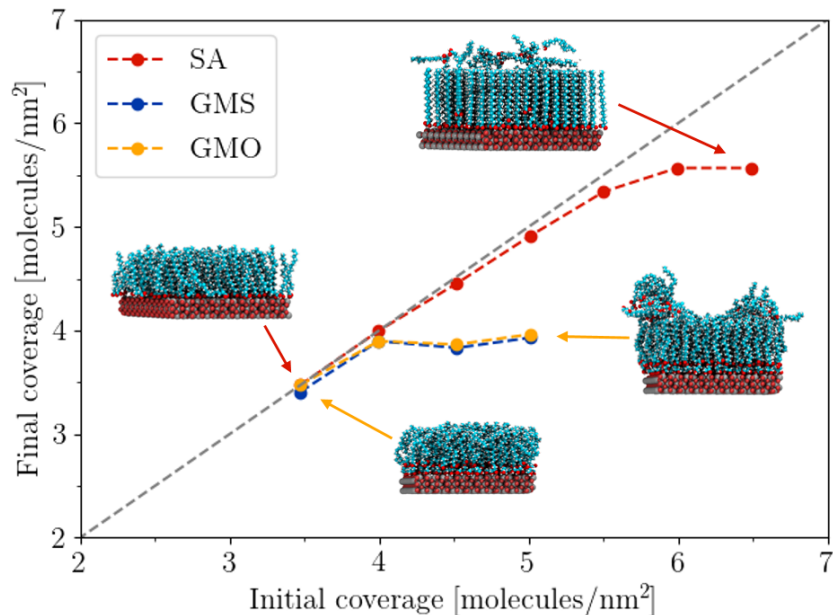 7
6
5
4
3
2
Final coverage [molecules/nm²]
SA
GMS
GMO
2 3 4 5 6 7
Initial coverage [molecules/nm²]